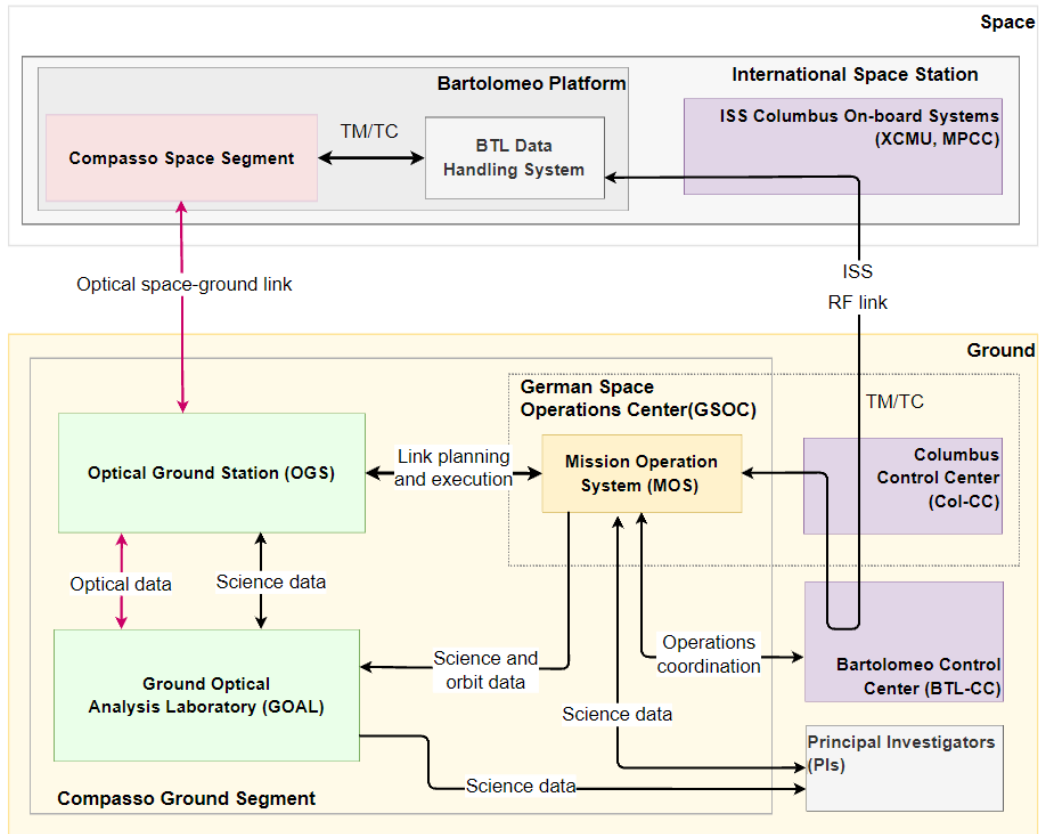 Space
International Space Station
Bartolomeo Platform
ISS Columbus On-board Systems
(XCMU, MPCC)
TM/TC
Compasso Space Segment
BTL Data
Handling System
Optical space-ground link
ISS
RF link
Ground
German Space
Operations Center(GSOC)
TM/TC
Optical Ground Station (OGS)
Link planning
and execution
Mission Operation
System (MOS)
Columbus
Control Center
(Col-CC)
Optical data
Science data
Science and
orbit data
Operations
coordination
Bartolomeo Control
Center (BTL-CC)
Ground Optical
Analysis Laboratory (GOAL)
Science data
Principal Investigators
(PIs)
Science data
Compasso Ground Segment